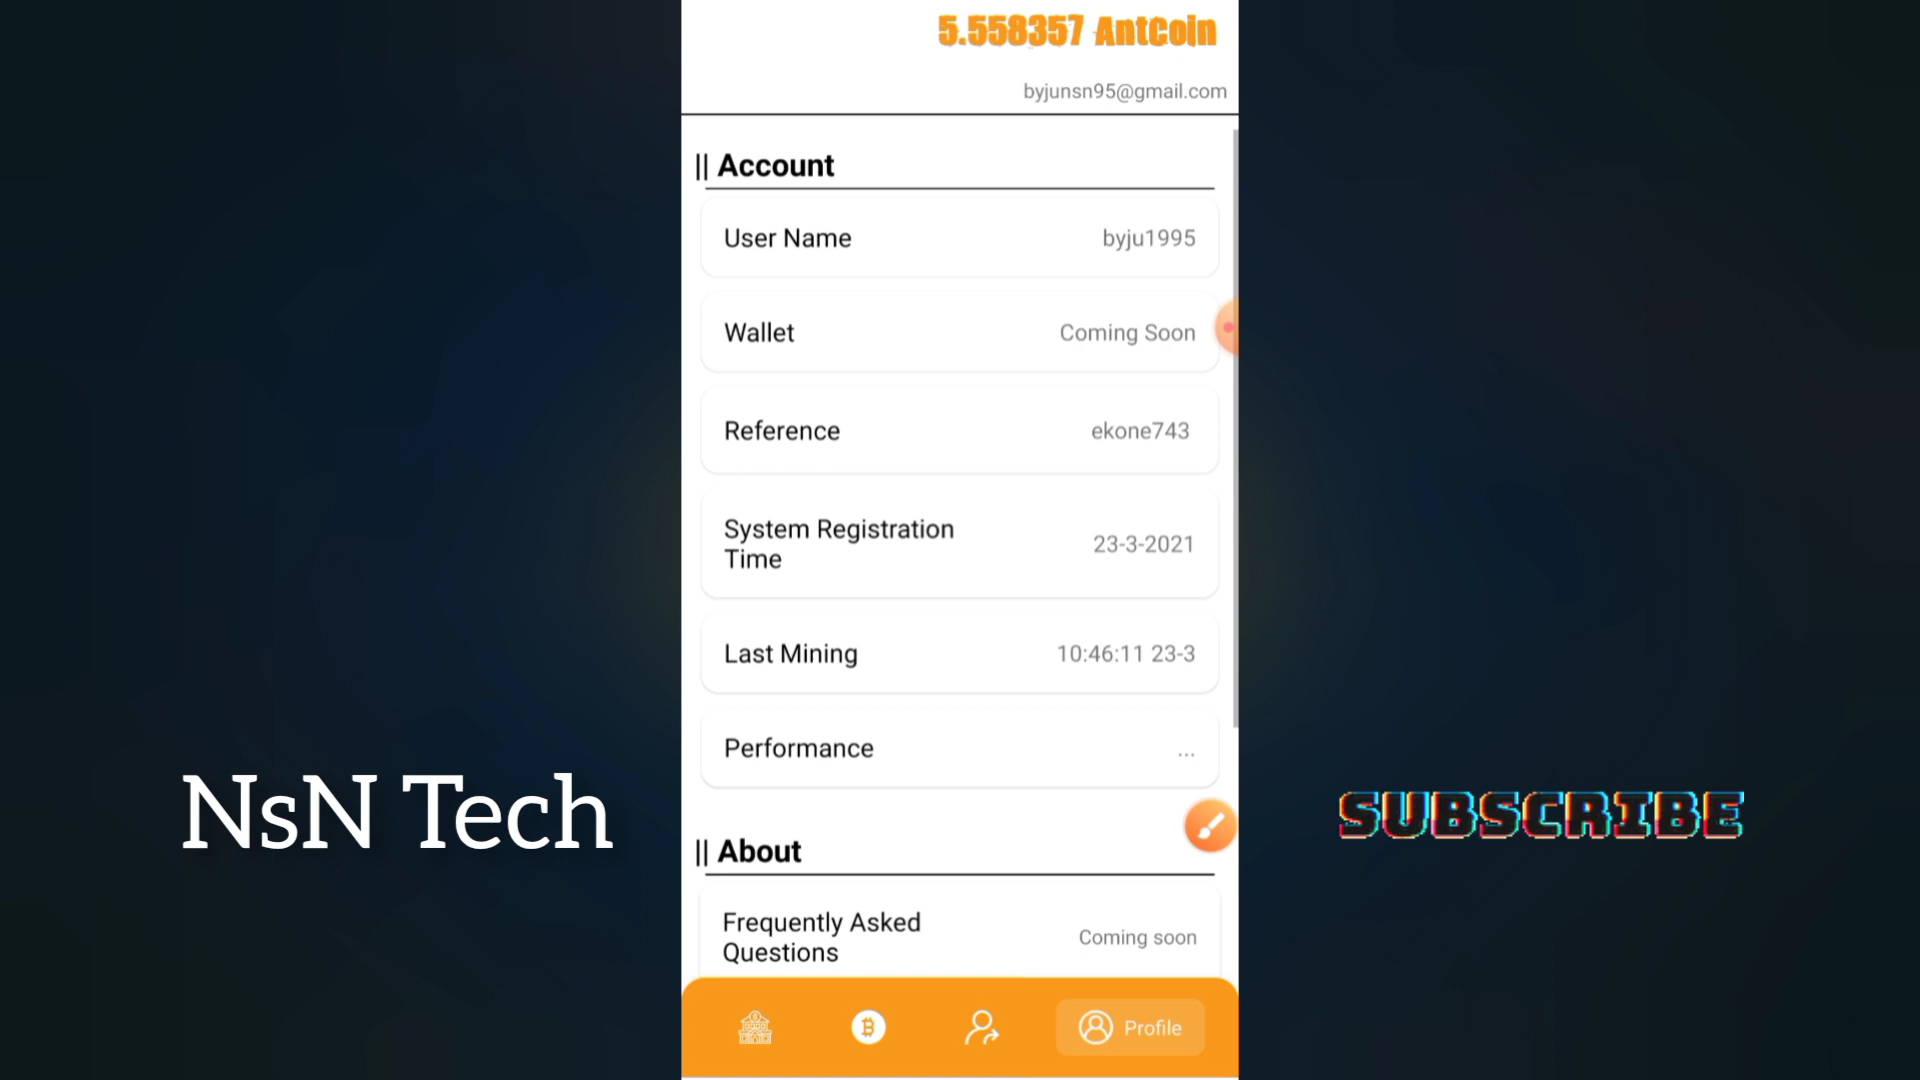 5.558357 AntCoin
byjunsn95@gmail.com
|| Account
User Name byju1995
Wallet Coming Soon
Reference ekone743
System Registration
Time 23-3-2021
Last Mining 10:46:11 23-3
Performance ...
NsN Tech
SUBSCRIBE
|| About
Frequently Asked
Questions Coming soon
Profile